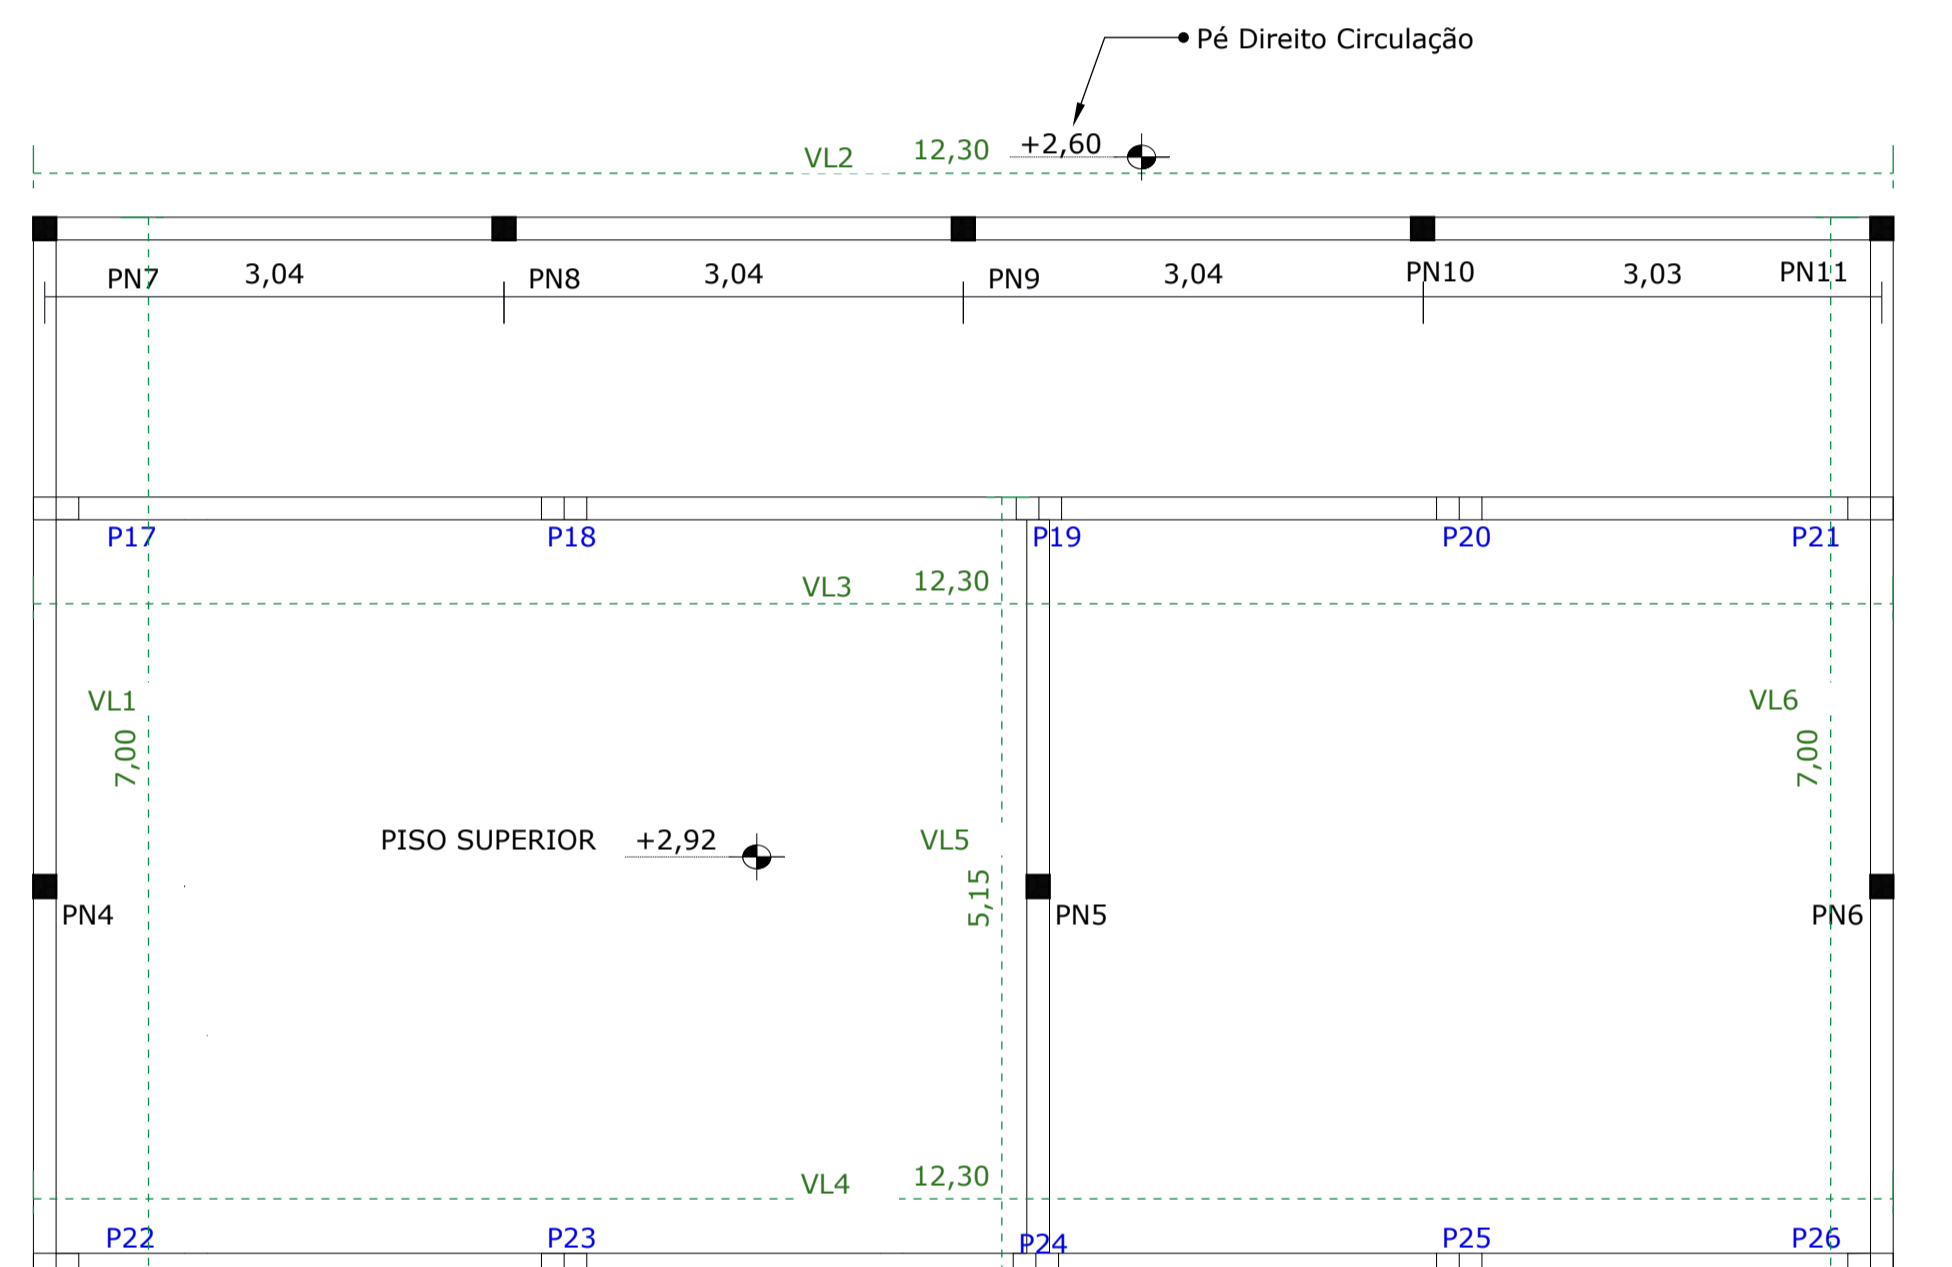 Pé Direito Circulação
VL2 12,30 +2,60
PN7 3,04 PN8 3,04 PN9 3,04 PN10 3,03 PN11
P17 P18 P19 P20 P21
VL3 12,30
VL1 VL6
7,00 7,00
PISO SUPERIOR +2,92 VL5
5,15
PN4 PN5 PN6
VL4 12,30
P22 P23 P24 P25 P26